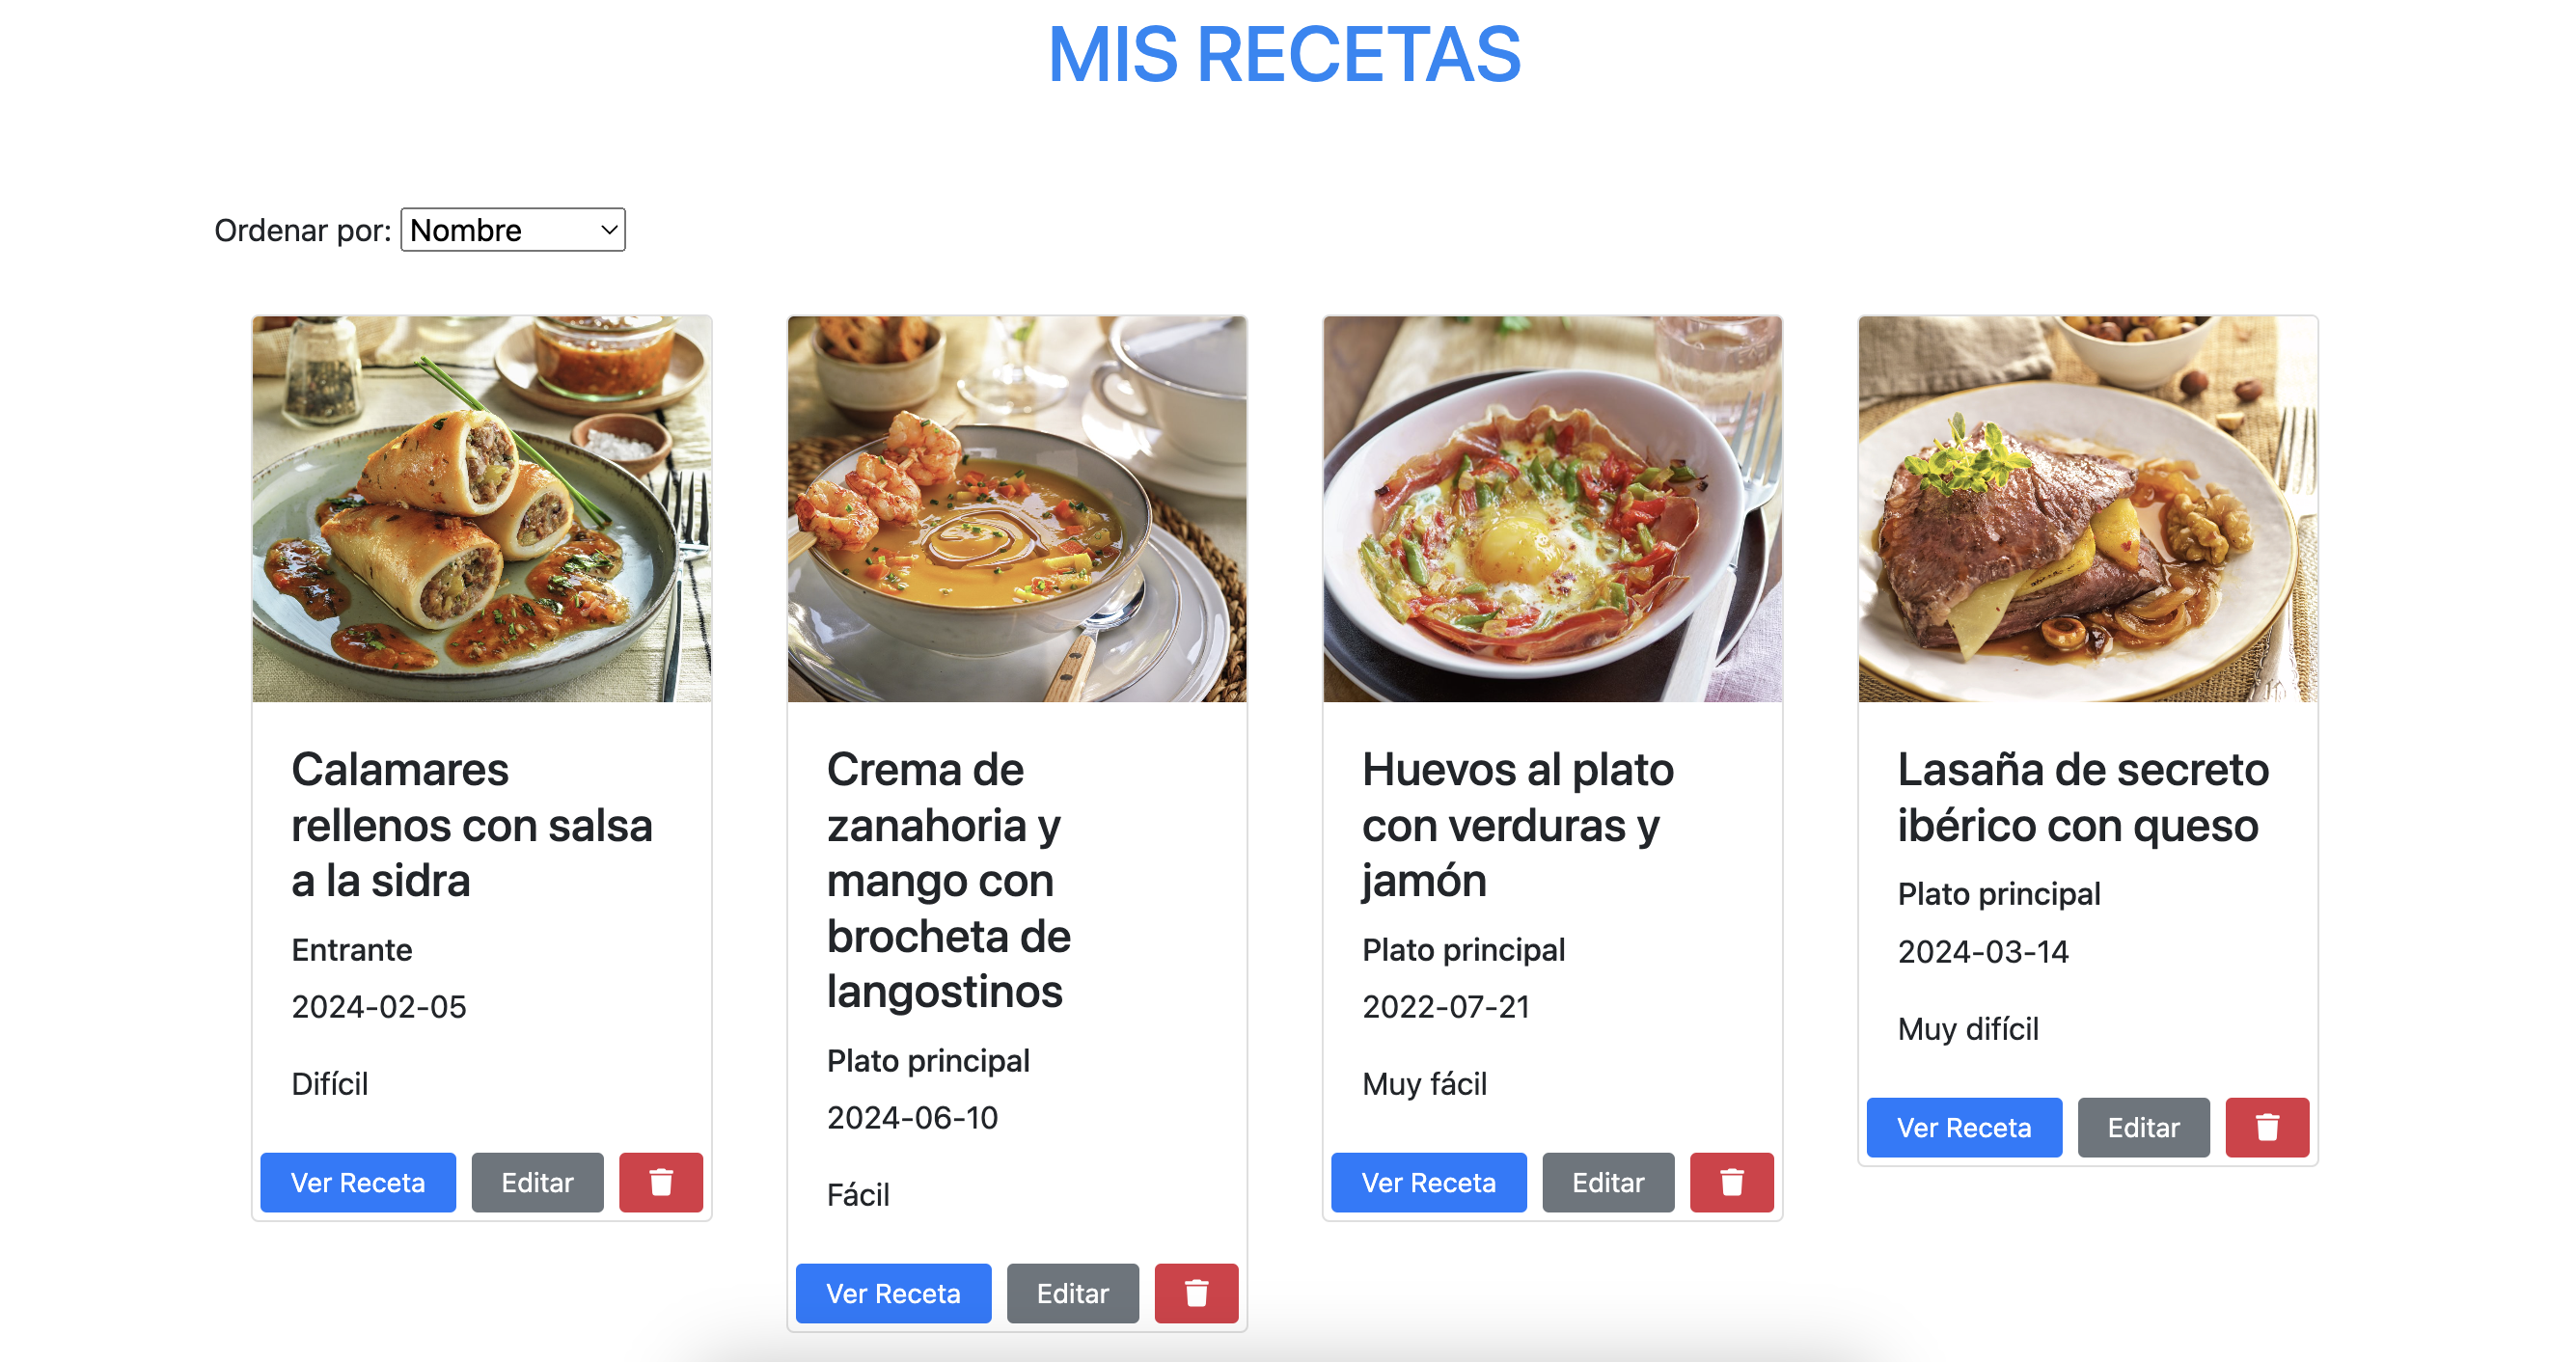 MIS RECETAS
Ordenar por: Nombre
Calamares
rellenos con salsa
a la sidra
Entrante
2024-02-05
Difícil
Ver Receta Editar
Crema de
zanahoria y
mango con
brocheta de
langostinos
Plato principal
2024-06-10
Fácil
Ver Receta Editar
Huevos al plato
con verduras y
jamón
Plato principal
2022-07-21
Muy fácil
Ver Receta Editar
Lasaña de secreto
ibérico con queso
Plato principal
2024-03-14
Muy difícil
Ver Receta Editar